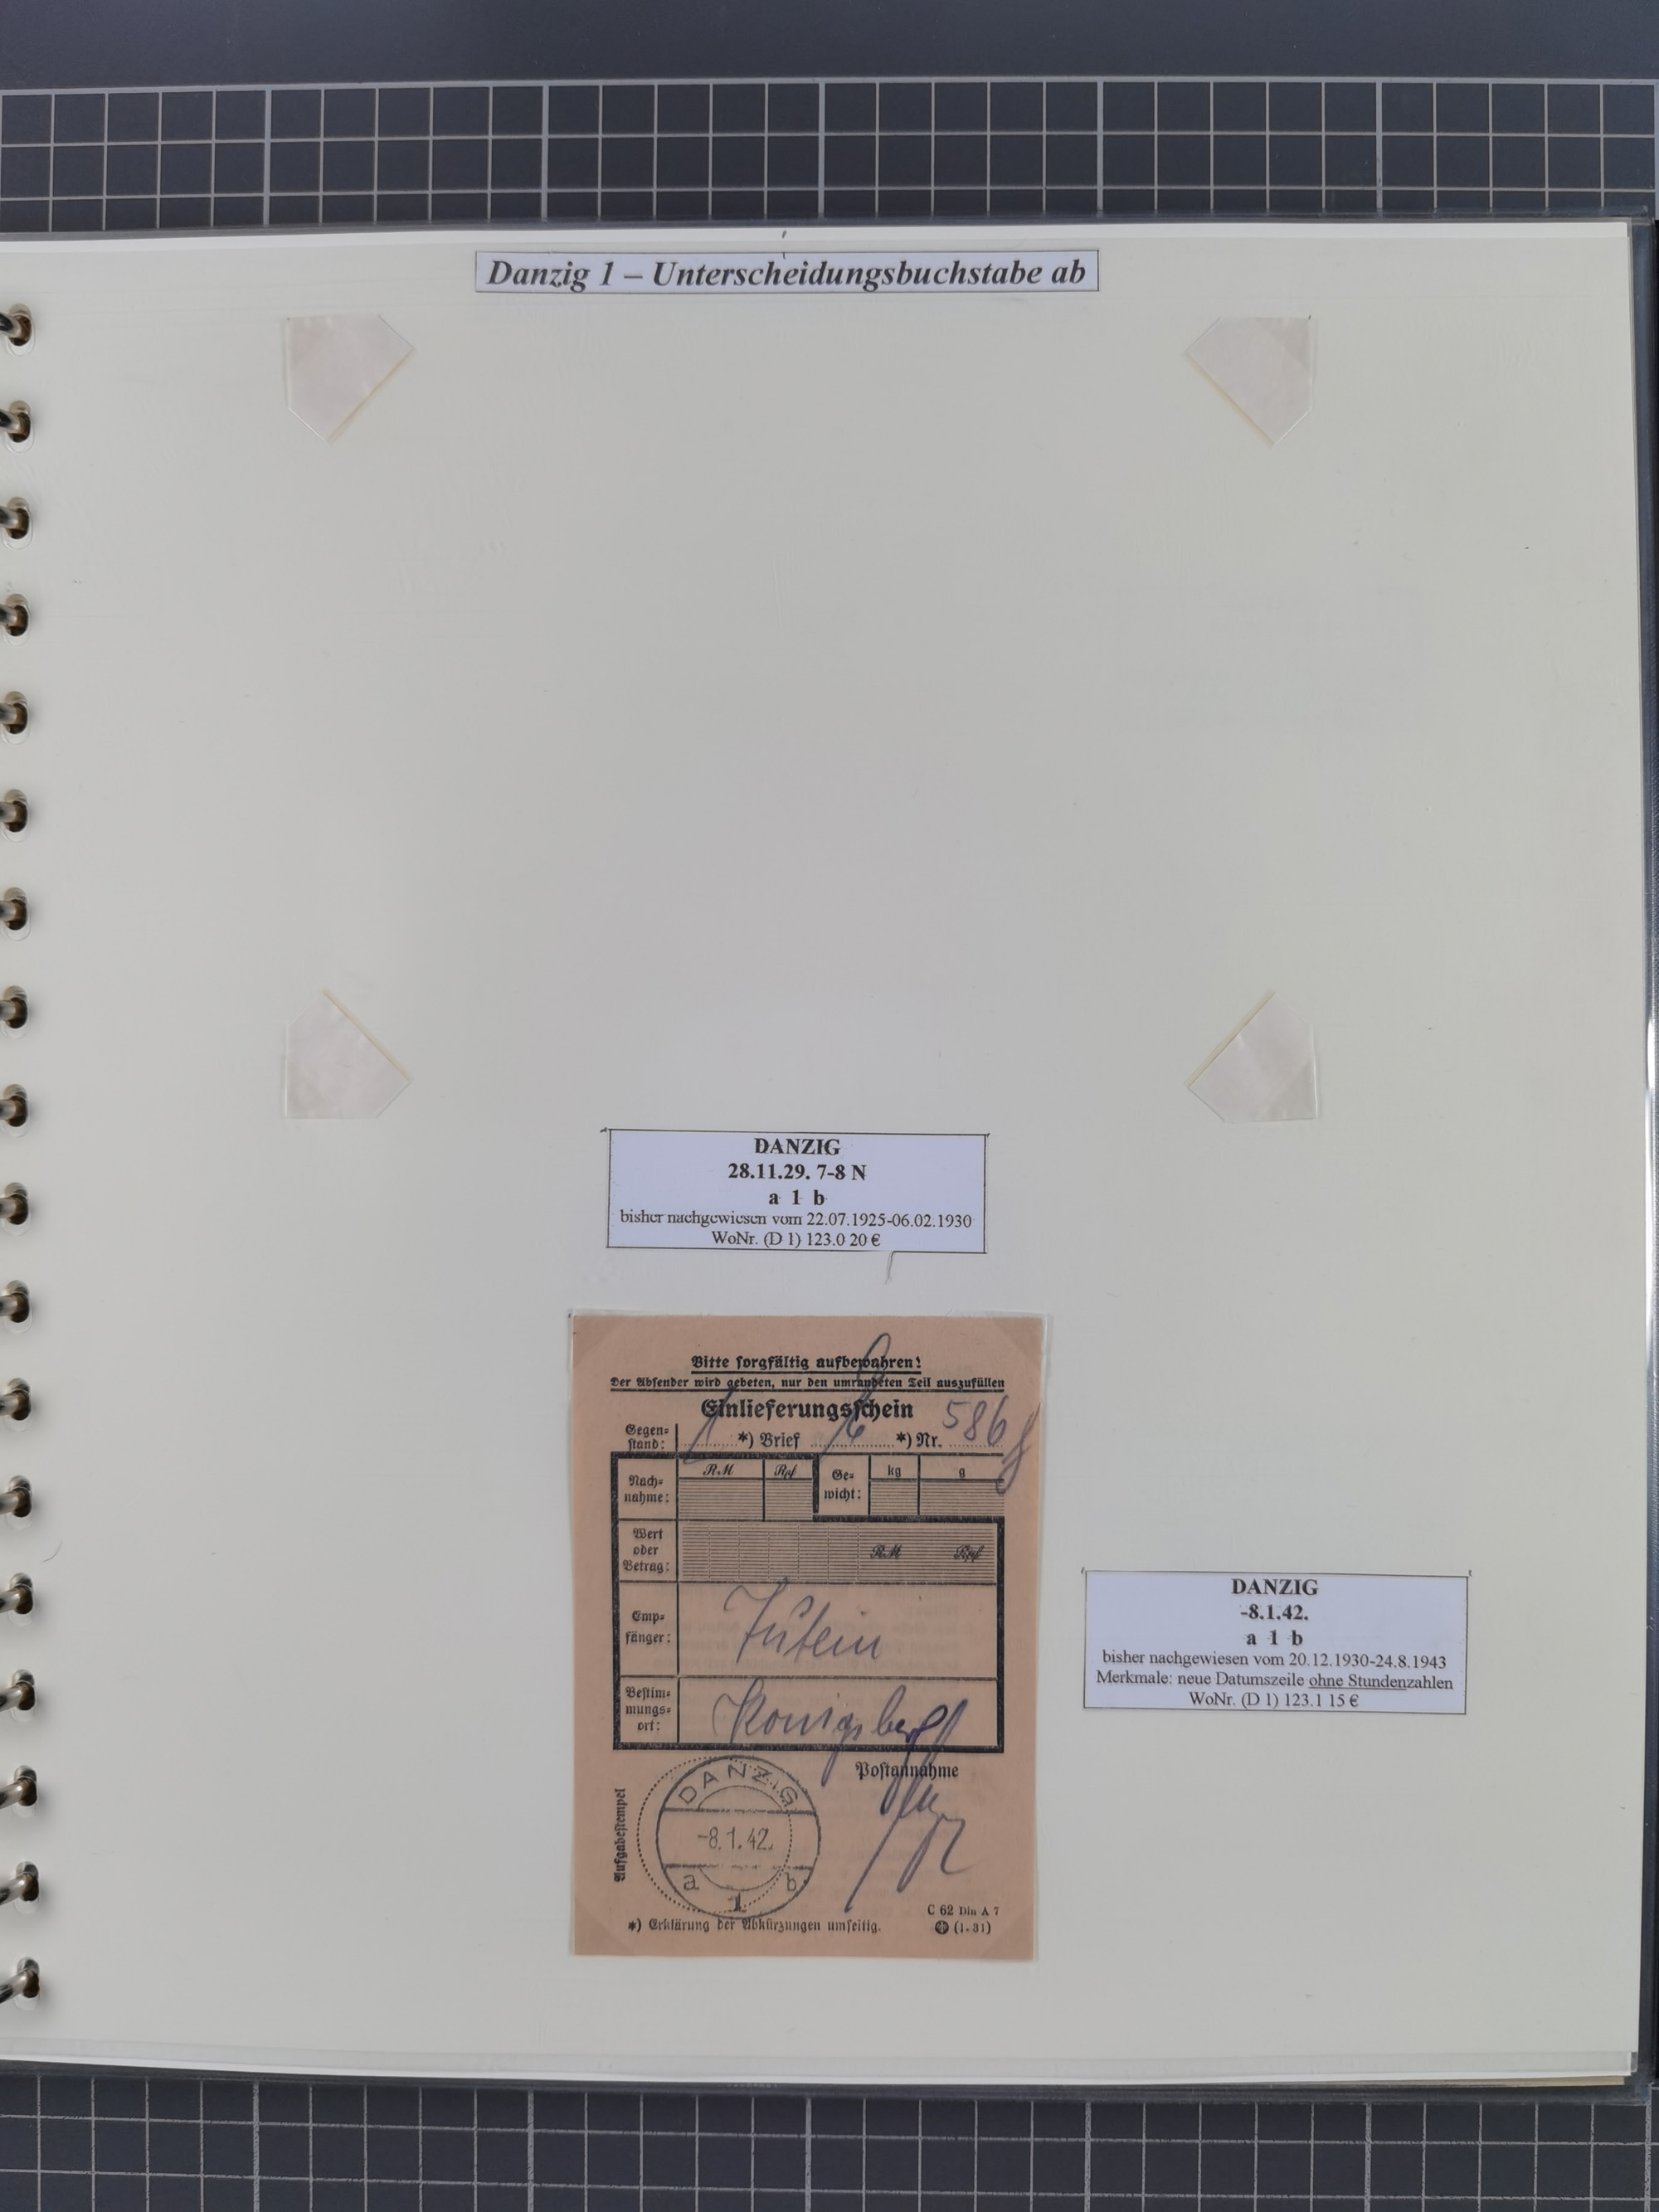 Danzig 1 – Unterscheidungsbuchstabe ab
DANZIG
28.11.29. 7-8 N
a 1 b
bisher nachgewiesen vom 22.07.1925-06.02.1930
WoNr. (D 1) 123.0 20 €
Bitte sorgfältig aufbewahren!
Der Absender wird gebeten, nur den umrandeten Teil auszufüllen
Einlieferungsschein
Gegen=
stand:
*) Brief *) Nr. 586
Nach=
nahme:
RM Rpf
Ge=
wicht:
kg g
Wert
oder
Betrag:
RM Rpf
Emp=
fänger:
Bestim=
mungs=
ort:
Königsberg
Postannahme
Aufgabestempel
DANZIG
-8.1.42.
a b
1
C 62 Din A 7
(1. 31)
*) Erklärung der Abkürzungen umseitig.
DANZIG
-8.1.42.
a 1 b
bisher nachgewiesen vom 20.12.1930-24.8.1943
Merkmale: neue Datumszeile ohne Stundenzahlen
WoNr. (D 1) 123.1 15 €